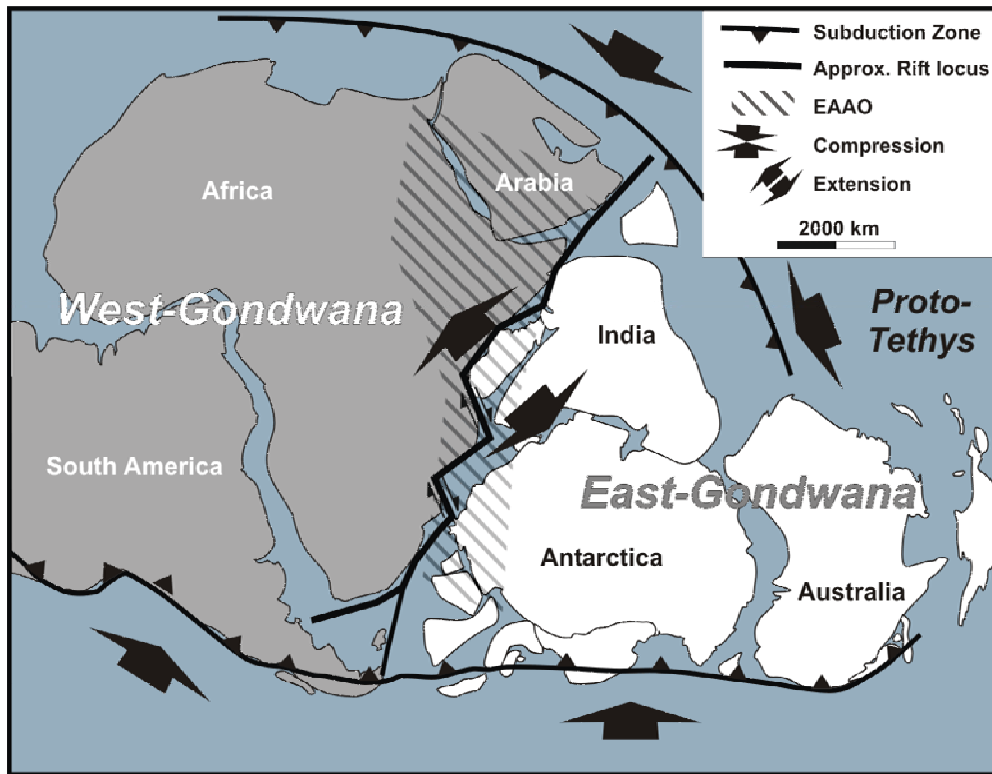 Subduction Zone
Approx. Rift locus
EAAO
Compression
Extension
2000 km
Africa
Arabia
West-Gondwana
India
Proto-
Tethys
South America
East-Gondwana
Antarctica
Australia